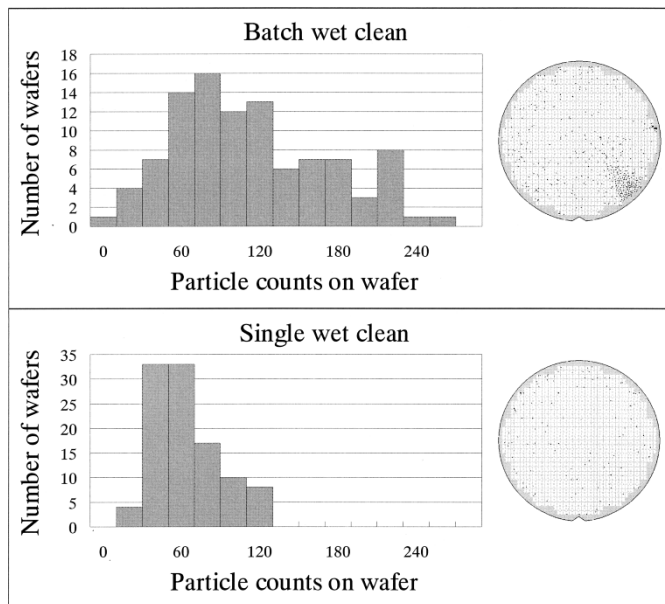 Batch wet clean
Number of wafers
18
16
14
12
10
8
6
4
2
0
0 60 120 180 240
Particle counts on wafer
Single wet clean
Number of wafers
35
30
25
20
15
10
5
0
0 60 120 180 240
Particle counts on wafer